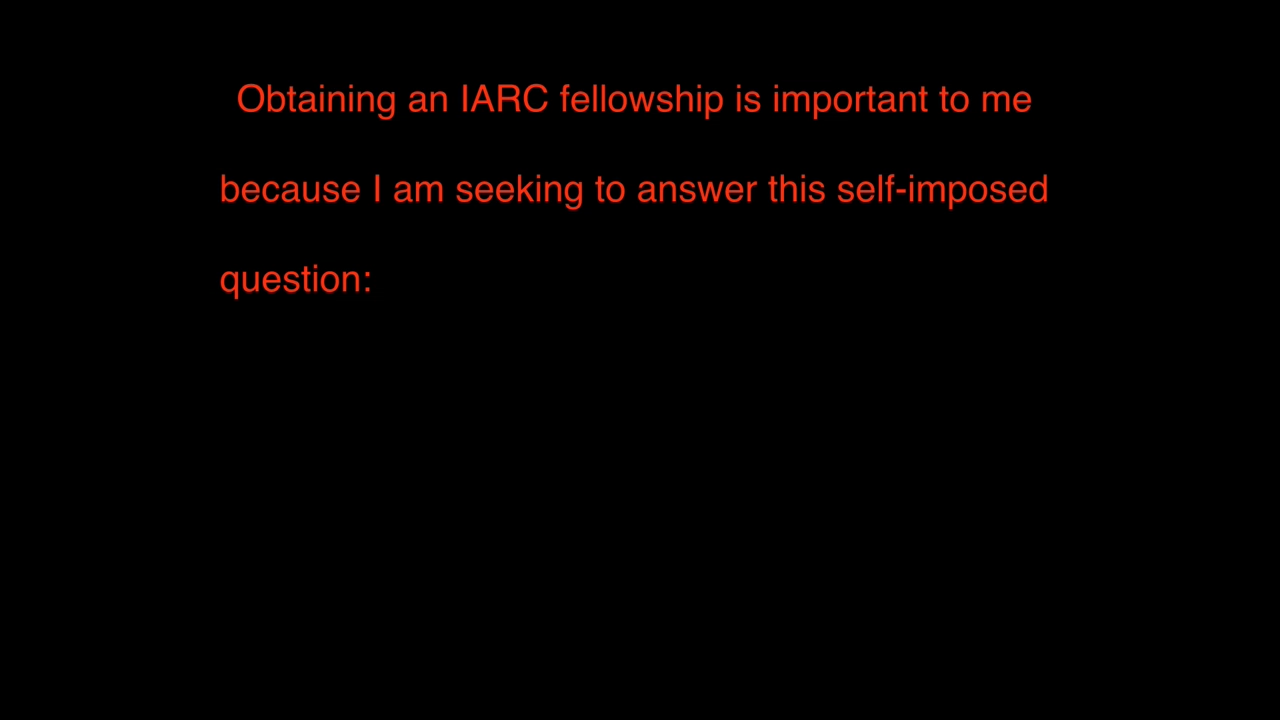 Obtaining an IARC fellowship is important to me
because I am seeking to answer this self-imposed
question: